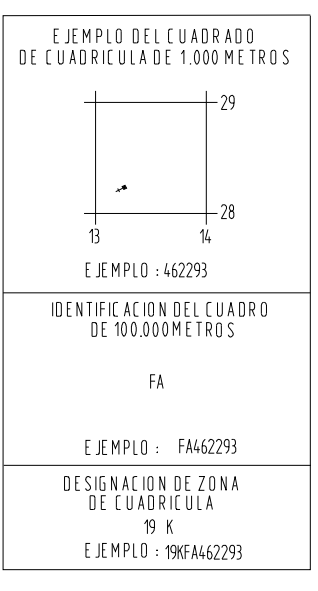 EJEMPLO DEL CUADRADO
DE CUADRICULA DE 1.000 METROS
29
28
13 14
EJEMPLO : 462293
IDENTIFICACION DEL CUADRO
DE 100.000 METROS
FA
EJEMPLO : FA462293
DESIGNACION DE ZONA
DE CUADRICULA
19 K
EJEMPLO : 19KFA462293